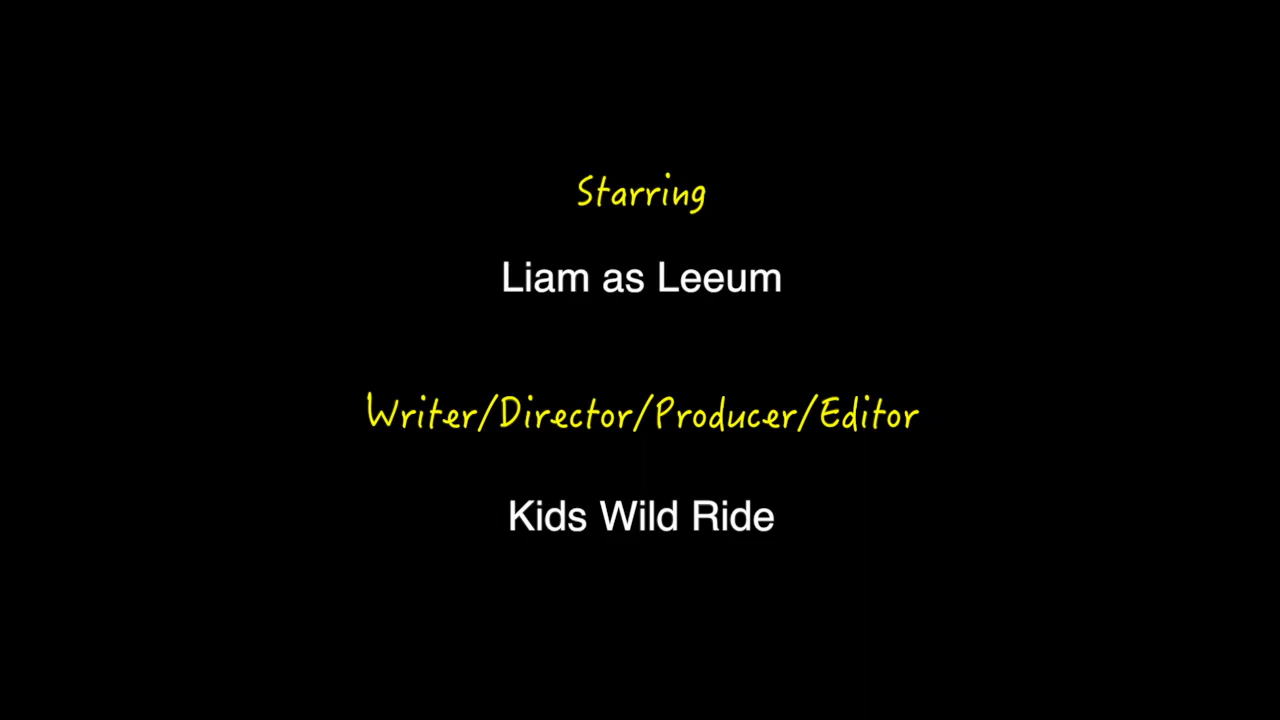 Starring
Liam as Leeum
Writer/Director/Producer/Editor
Kids Wild Ride